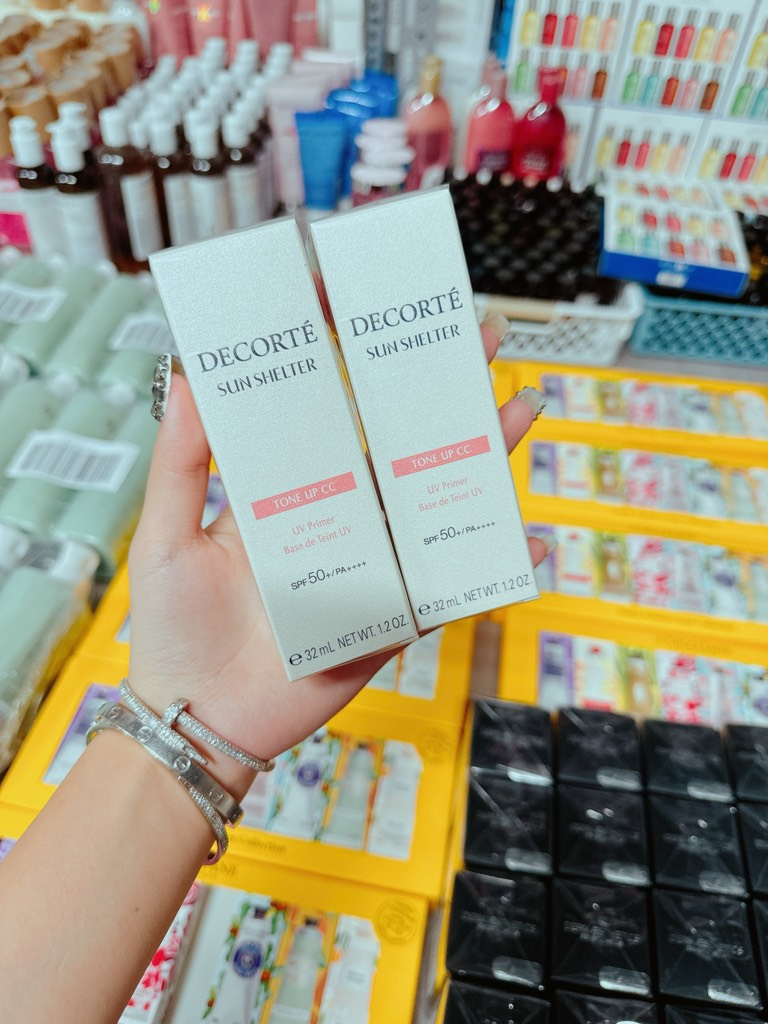 DECORTÉ
SUN SHELTER
TONE UP CC
UV Primer
Base de Teint UV
SPF50+/PA++++
℮ 32 mL NET WT. 1.2 OZ.
DECORTÉ
SUN SHELTER
TONE UP CC
UV Primer
Base de Teint UV
SPF50+/PA++++
℮ 32 mL NET WT. 1.2 OZ.